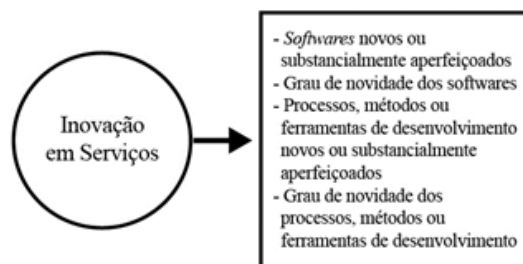 Inovação
em Serviços
- Softwares novos ou
substancialmente aperfeiçoados
- Grau de novidade dos softwares
- Processos, métodos ou
ferramentas de desenvolvimento
novos ou substancialmente
aperfeiçoados
- Grau de novidade dos
processos, métodos ou
ferramentas de desenvolvimento